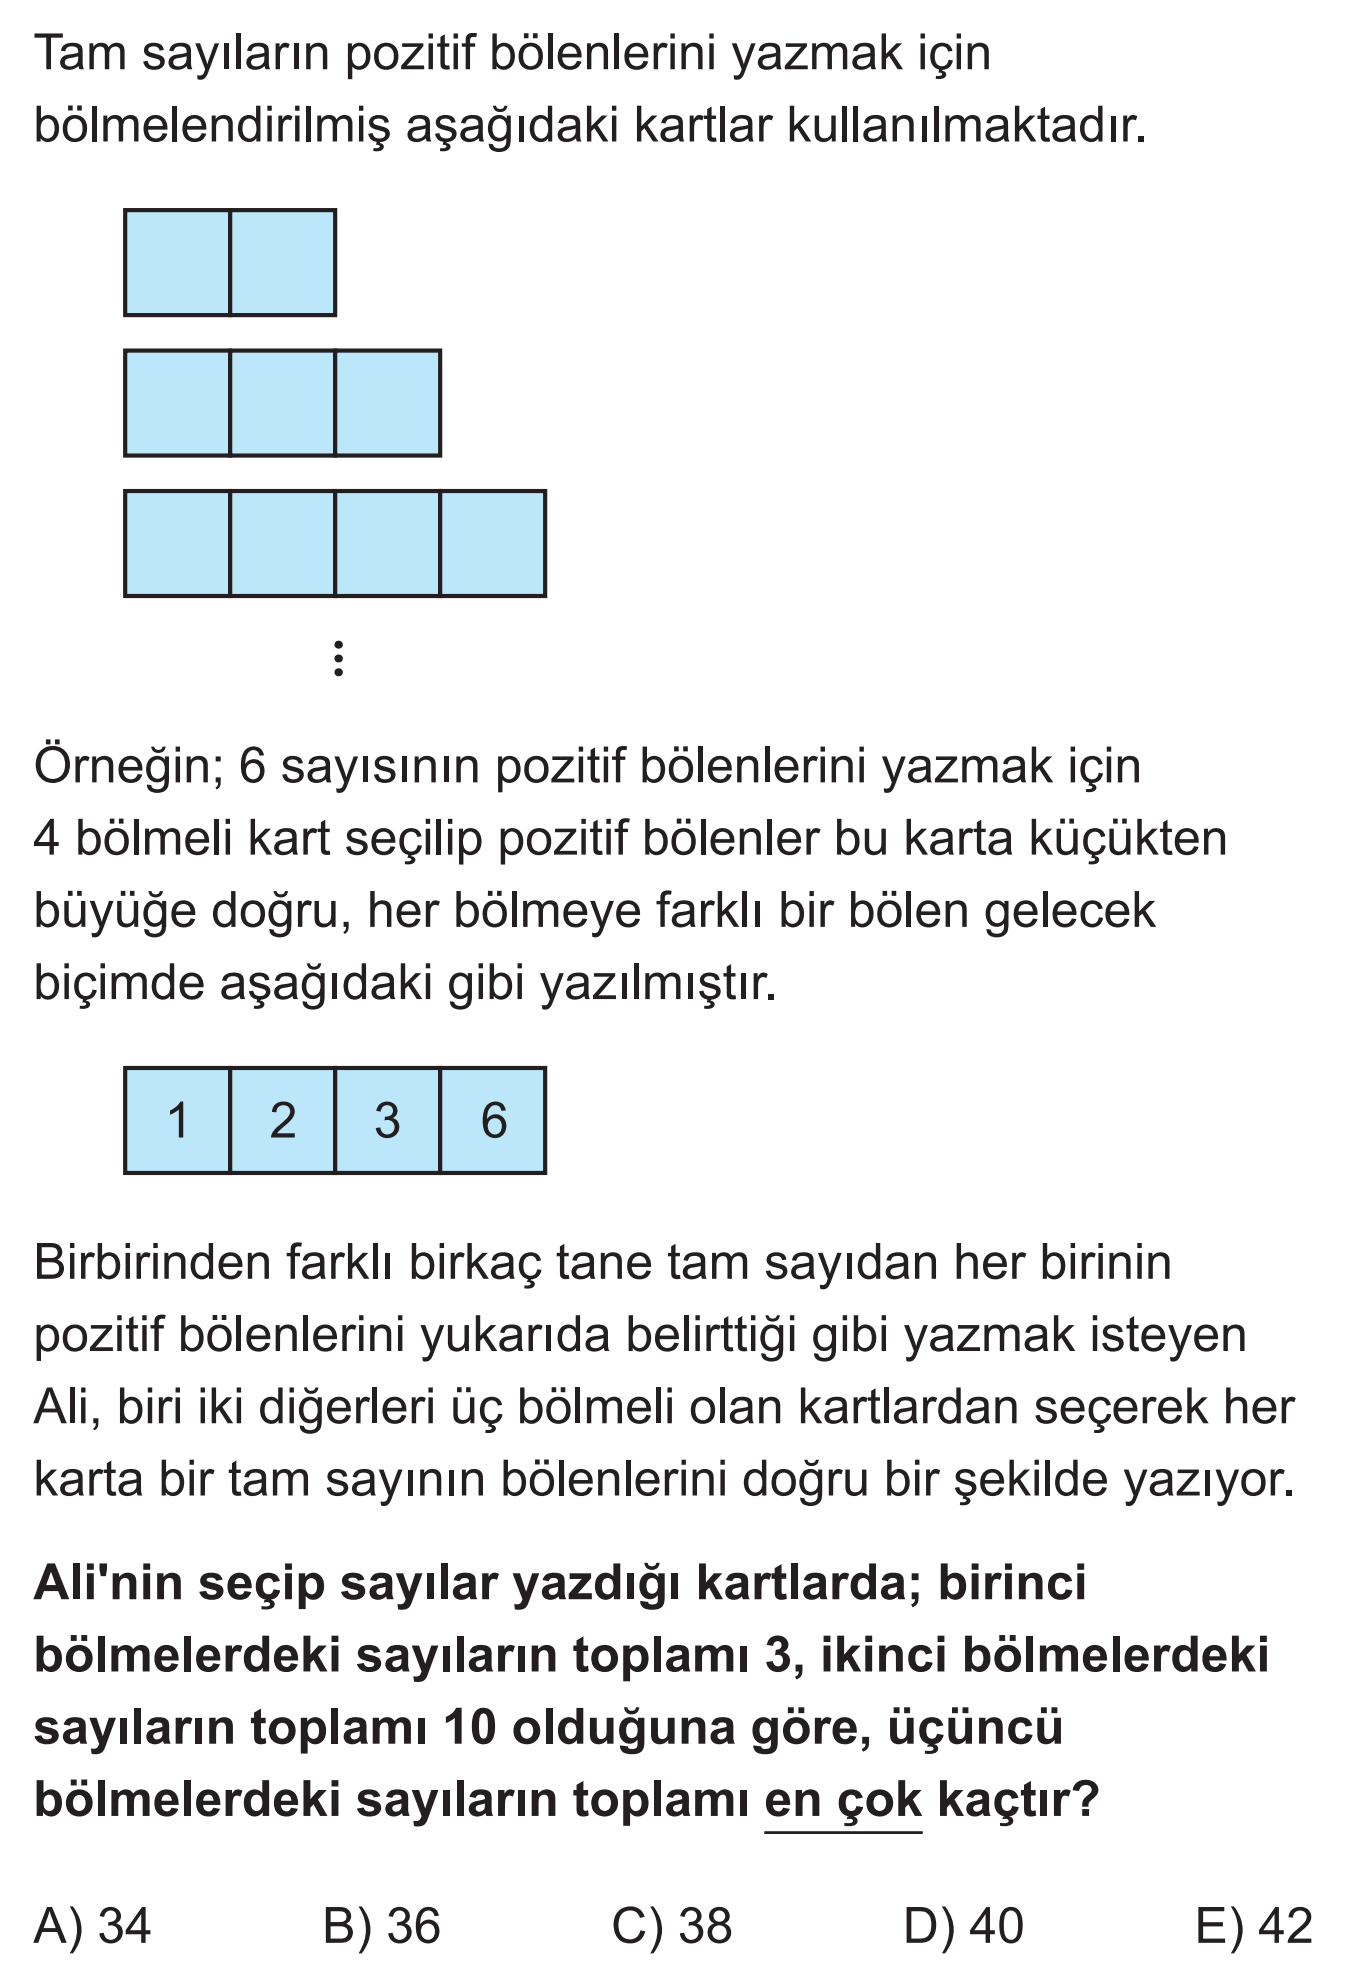 Tam sayıların pozitif bölenlerini yazmak için
bölmelendirilmiş aşağıdaki kartlar kullanılmaktadır.
Örneğin; 6 sayısının pozitif bölenlerini yazmak için
4 bölmeli kart seçilip pozitif bölenler bu karta küçükten
büyüğe doğru, her bölmeye farklı bir bölen gelecek
biçimde aşağıdaki gibi yazılmıştır.
1 2 3 6
Birbirinden farklı birkaç tane tam sayıdan her birinin
pozitif bölenlerini yukarıda belirttiği gibi yazmak isteyen
Ali, biri iki diğerleri üç bölmeli olan kartlardan seçerek her
karta bir tam sayının bölenlerini doğru bir şekilde yazıyor.
Ali'nin seçip sayılar yazdığı kartlarda; birinci
bölmelerdeki sayıların toplamı 3, ikinci bölmelerdeki
sayıların toplamı 10 olduğuna göre, üçüncü
bölmelerdeki sayıların toplamı en çok kaçtır?
A) 34 B) 36 C) 38 D) 40 E) 42